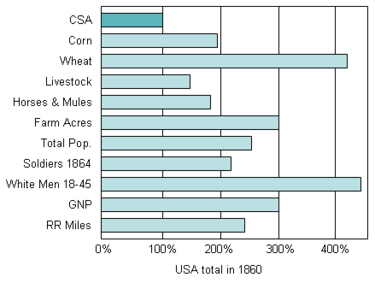 CSA
Corn
Wheat
Livestock
Horses & Mules
Farm Acres
Total Pop.
Soldiers 1864
White Men 18-45
GNP
RR Miles
0% 100% 200% 300% 400%
USA total in 1860